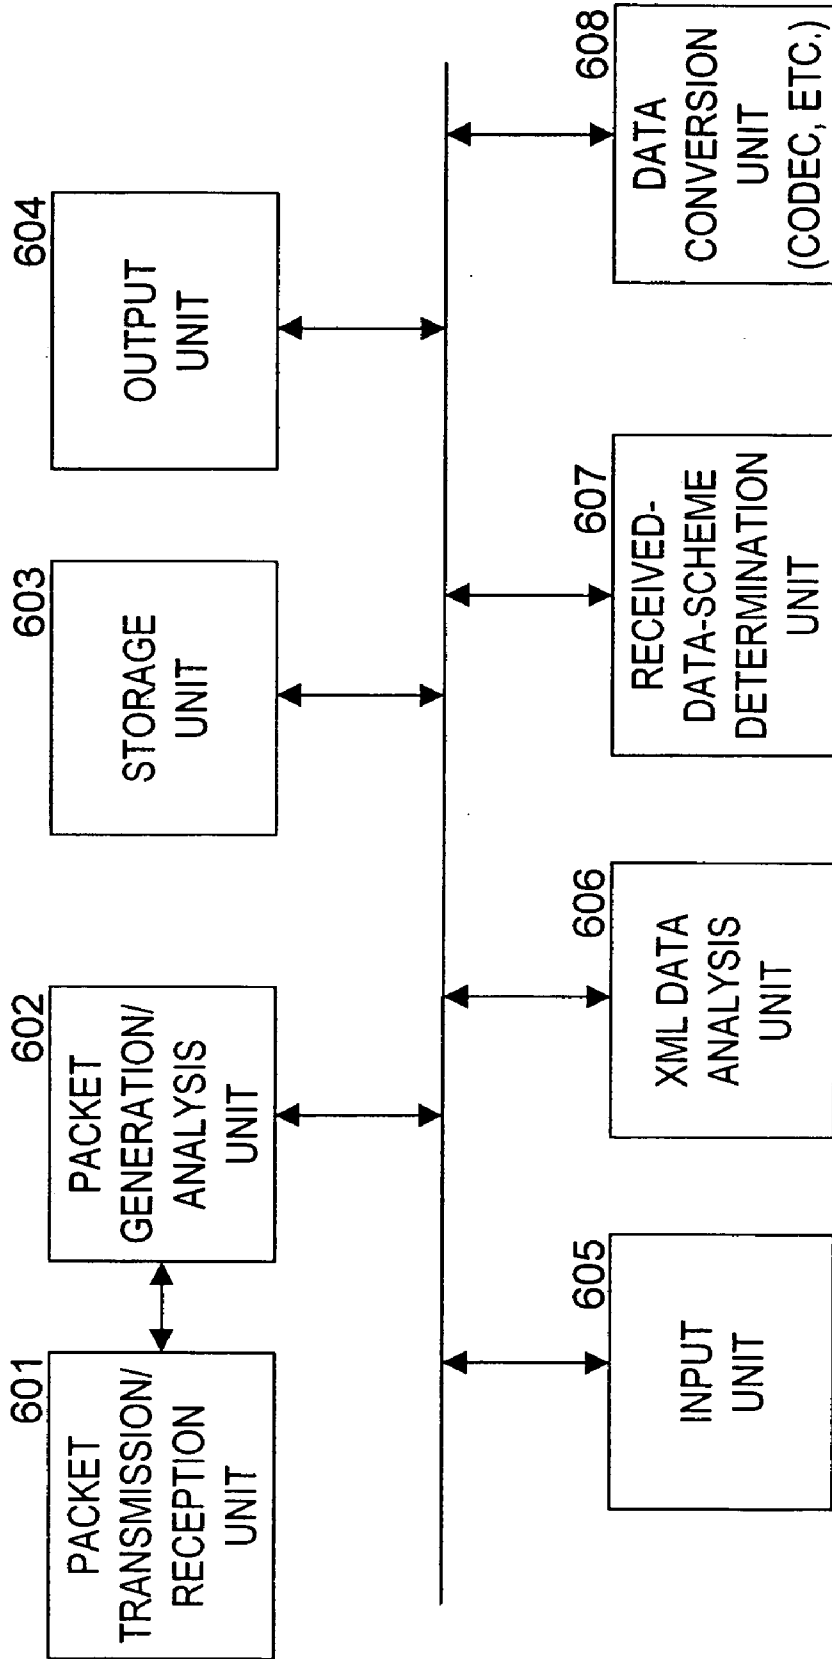 601
PACKET
TRANSMISSION/
RECEPTION
UNIT
602
PACKET
GENERATION/
ANALYSIS
UNIT
603
STORAGE
UNIT
604
OUTPUT
UNIT
605
INPUT
UNIT
606
XML DATA
ANALYSIS
UNIT
607
RECEIVED-
DATA-SCHEME
DETERMINATION
UNIT
608
DATA
CONVERSION
UNIT
(CODEC, ETC.)